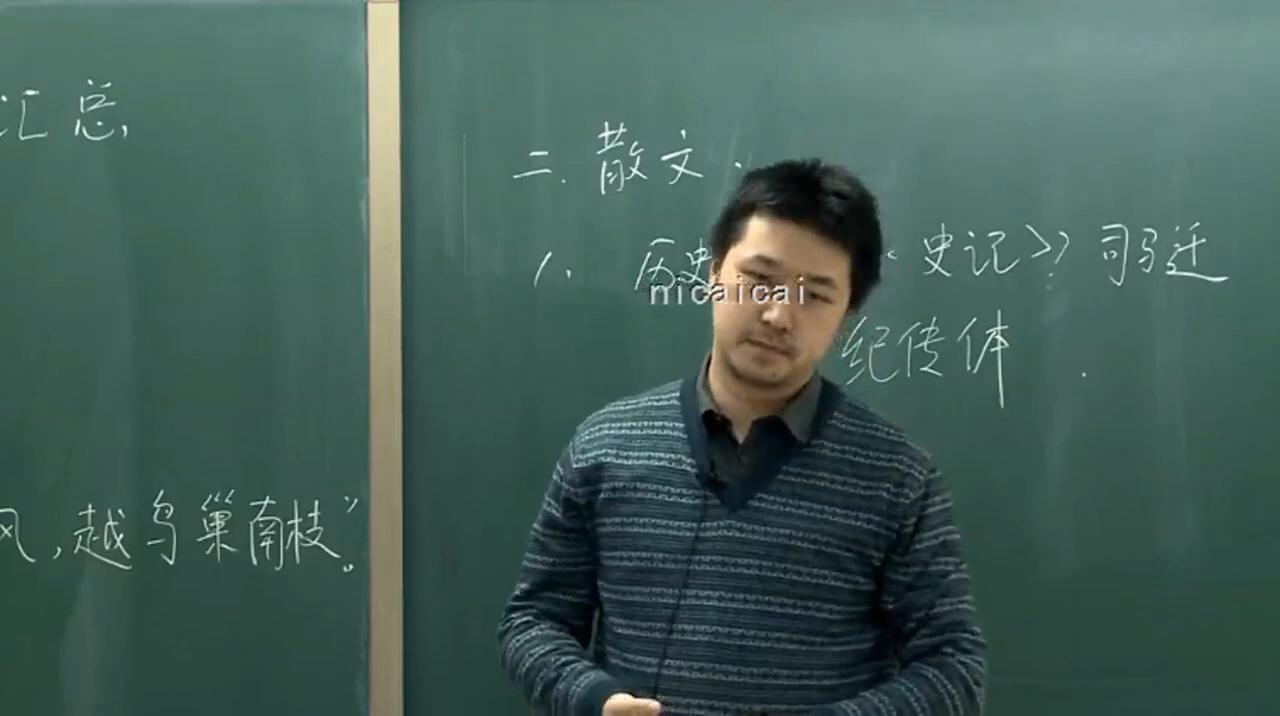 汇总
风,越鸟巢南枝”。
二.散文.
1. 历史 《史记》? 司马迁
纪传体.
micaicai